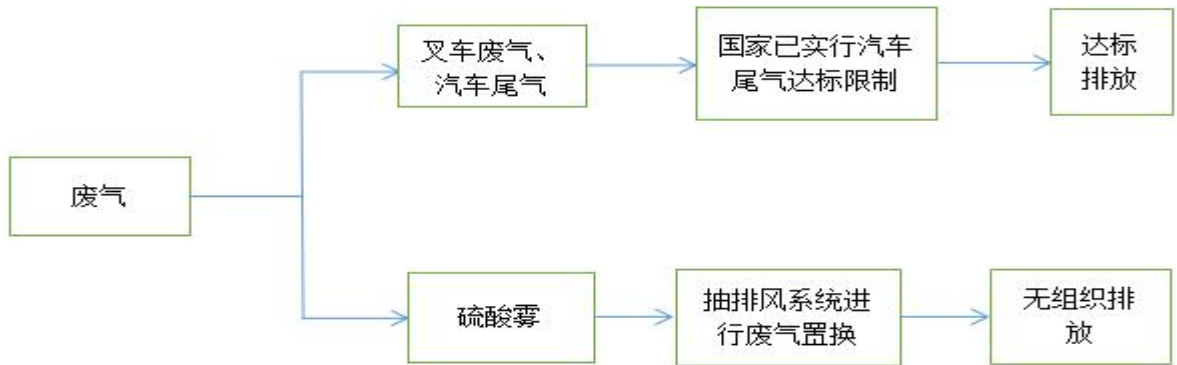 叉车废气、
汽车尾气
国家已实行汽车
尾气达标限制
达标
排放
废气
硫酸雾
抽排风系统进
行废气置换
无组织排
放